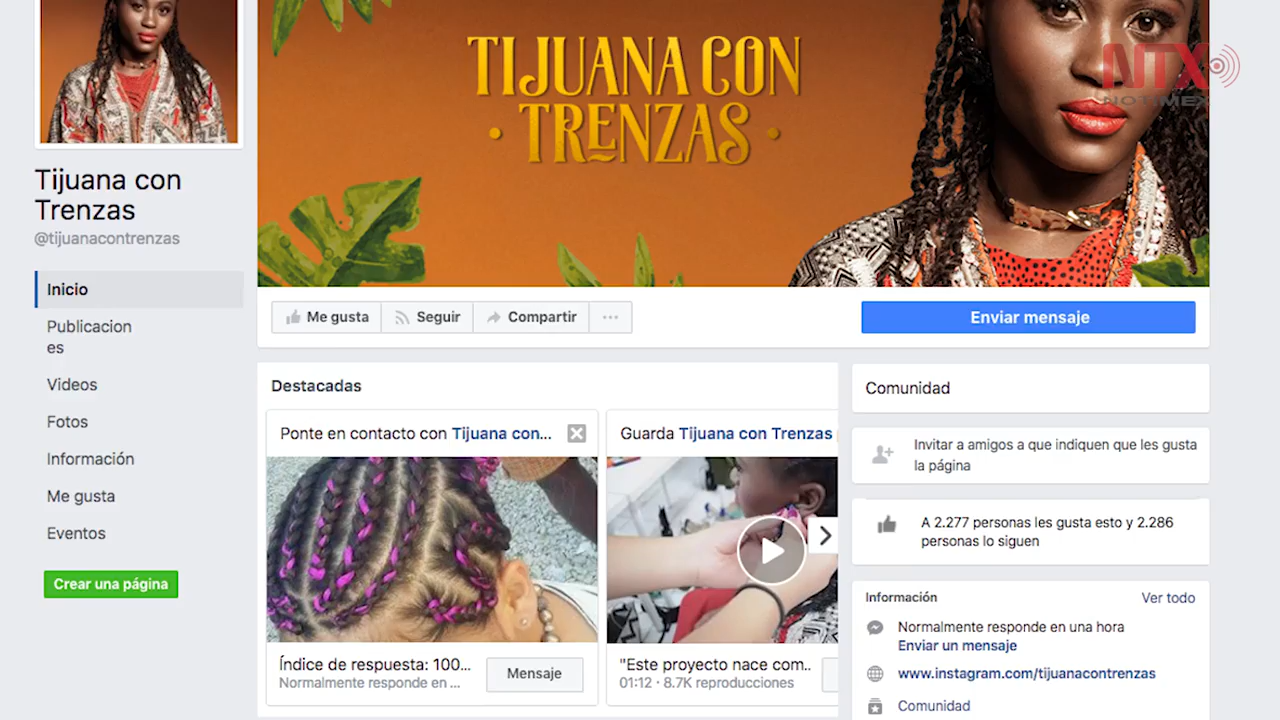 TIJUANA CON
· TRENZAS ·
NTX
NOTIMEX
Tijuana con
Trenzas
@tijuanacontrenzas
Inicio
Publicacion
es
Videos
Fotos
Información
Me gusta
Eventos
Crear una página
Me gusta
Seguir
Compartir
...
Enviar mensaje
Destacadas
Ponte en contacto con Tijuana con...
Índice de respuesta: 100...
Normalmente responde en ...
Mensaje
Guarda Tijuana con Trenzas
"Este proyecto nace com..
01:12 · 8.7K reproducciones
Comunidad
Invitar a amigos a que indiquen que les gusta
la página
A 2.277 personas les gusta esto y 2.286
personas lo siguen
Información
Ver todo
Normalmente responde en una hora
Enviar un mensaje
www.instagram.com/tijuanacontrenzas
Comunidad